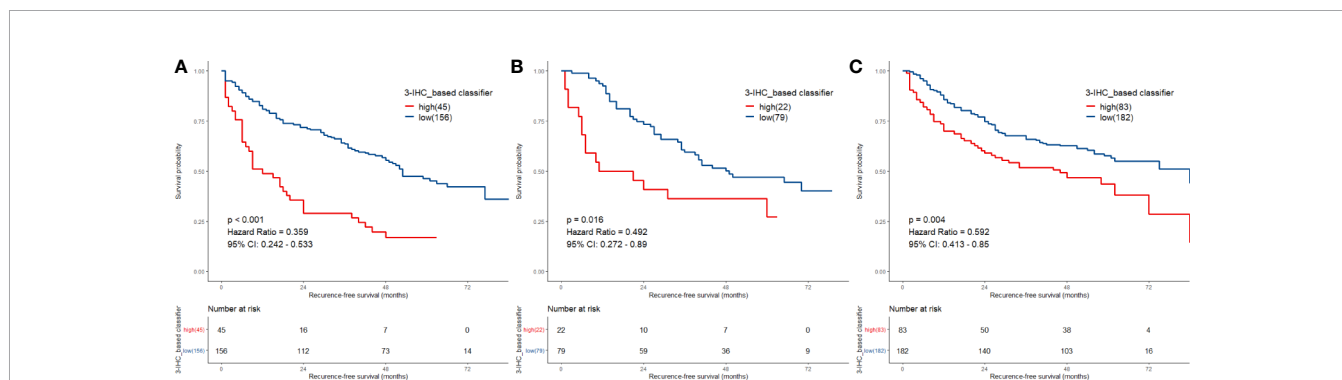 A
3-IHC_based classifier
high(45)
low(156)
1.00
0.75
0.50
0.25
0.00
Survival probablity
p < 0.001
Hazard Ratio = 0.359
95% CI: 0.242 - 0.533
0
24
48
72
Recurence-free survival (months)
Number at risk
3-IHC_based classifier
high(45)
45
16
7
0
low(156)
156
112
73
14
0
24
48
72
Recurence-free survival (months)
B
3-IHC_based classifier
high(22)
low(79)
1.00
0.75
0.50
0.25
0.00
Survival probablity
p = 0.016
Hazard Ratio = 0.492
95% CI: 0.272 - 0.89
0
24
48
72
Recurence-free survival (months)
Number at risk
3-IHC_based classifier
high(22)
22
10
7
0
low(79)
79
59
36
9
0
24
48
72
Recurence-free survival (months)
C
3-IHC_based classifier
high(83)
low(182)
1.00
0.75
0.50
0.25
0.00
Survival probablity
p = 0.004
Hazard Ratio = 0.592
95% CI: 0.413 - 0.85
0
24
48
72
Recurence-free survival (months)
Number at risk
3-IHC_based classifier
high(83)
83
50
38
4
low(182)
182
140
103
16
0
24
48
72
Recurence-free survival (months)